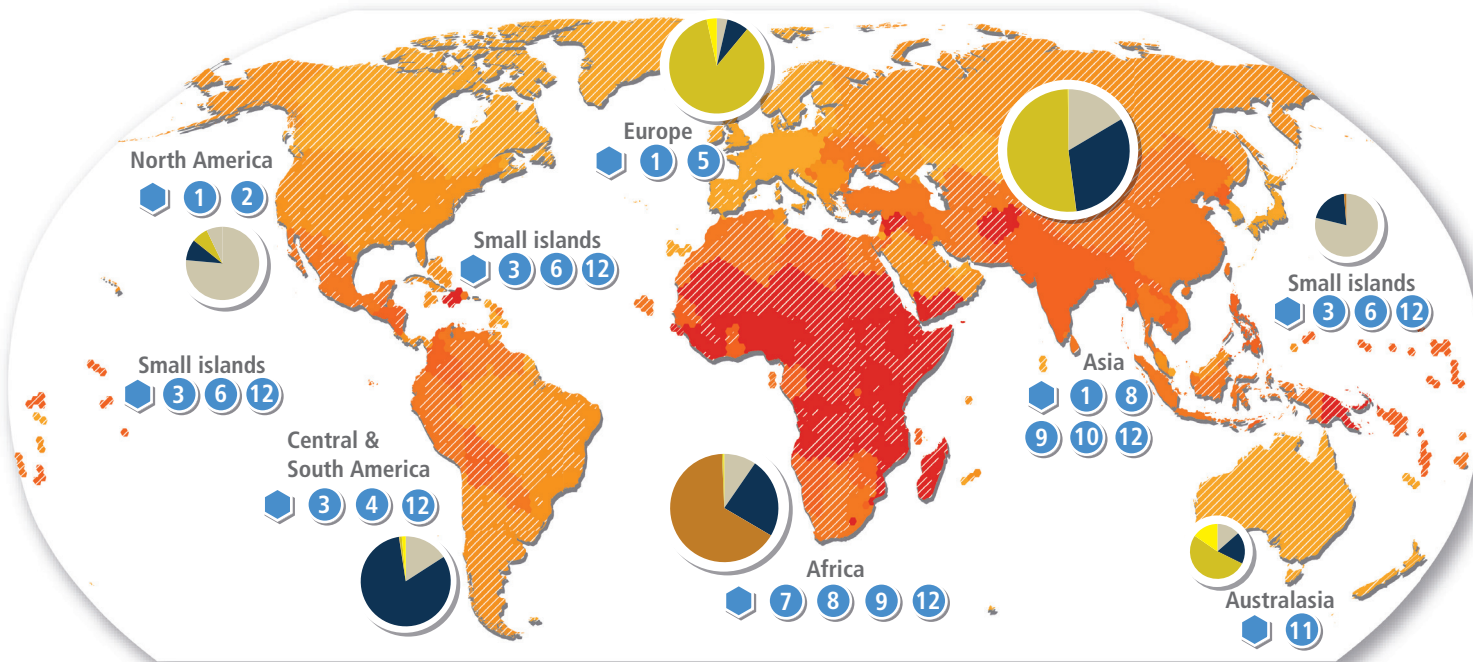 Europe
1 5
North America
1 2
Small islands
3 6 12
Small islands
3 6 12
Small islands
3 6 12
Asia
1 8
9 10 12
Central &
South America
3 4 12
Africa
7 8 9 12
Australasia
11